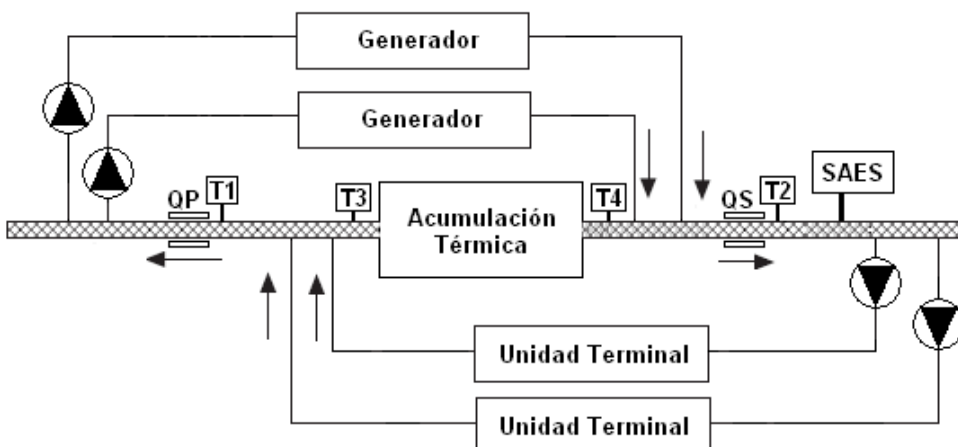 Generador
Generador
SAES
QP
T1
T3
Acumulación
Térmica
T4
QS
T2
Unidad Terminal
Unidad Terminal